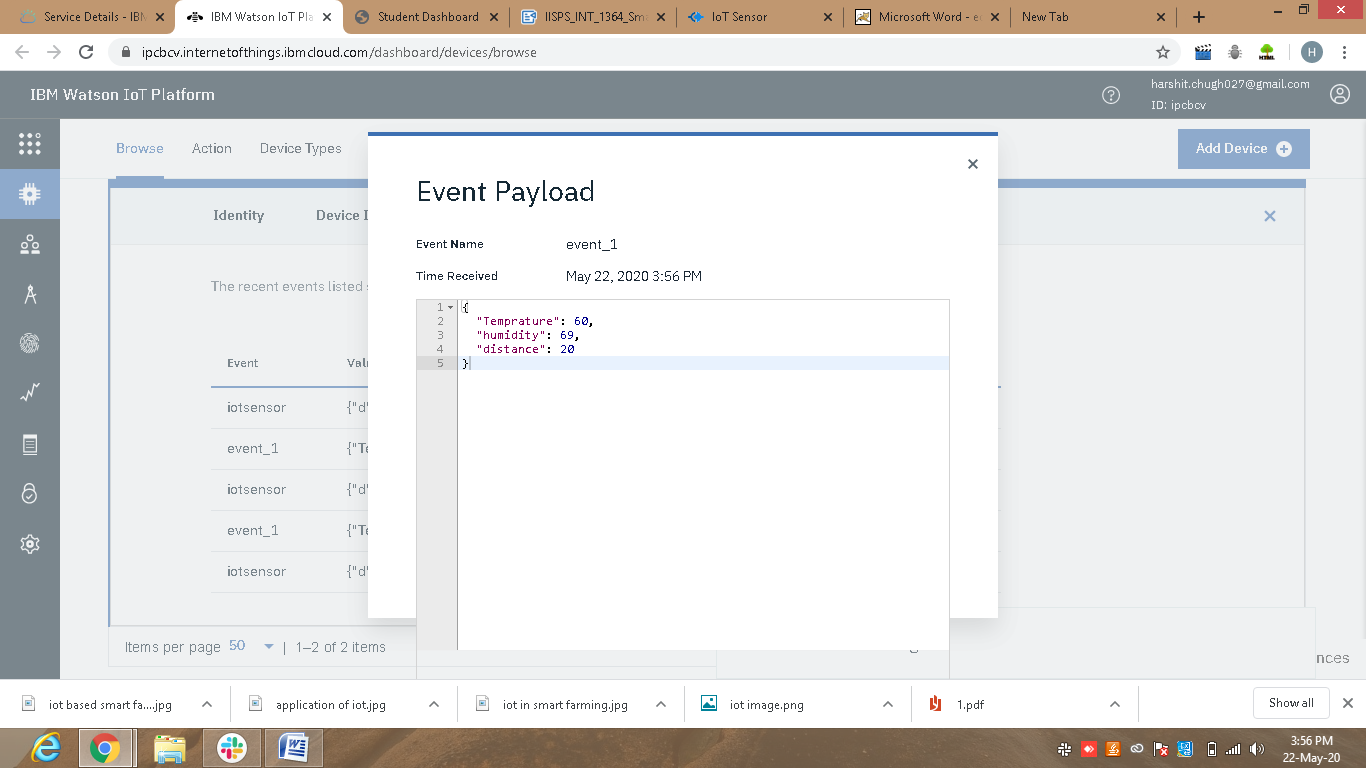 Service Details - IBM
IBM Watson IoT Pla
Student Dashboard
IISPS_INT_1364_Sma
IoT Sensor
Microsoft Word - e
New Tab
ipcbcv.internetofthings.ibmcloud.com/dashboard/devices/browse
H
IBM Watson IoT Platform
harshit.chugh027@gmail.com
ID: ipcbcv
Browse
Action
Device Types
Add Device
Identity
Device I
The recent events listed
Event
Valu
iotsensor
{"d"
event_1
{"Te
iotsensor
{"d"
event_1
{"Te
iotsensor
{"d"
Event Payload
Event Name
event_1
Time Received
May 22, 2020 3:56 PM
1 {
2 "Temprature": 60,
3 "humidity": 69,
4 "distance": 20
5 }
Items per page 50 | 1–2 of 2 items
nces
iot based smart fa....jpg
application of iot.jpg
iot in smart farming.jpg
iot image.png
1.pdf
Show all
3:56 PM
22-May-20